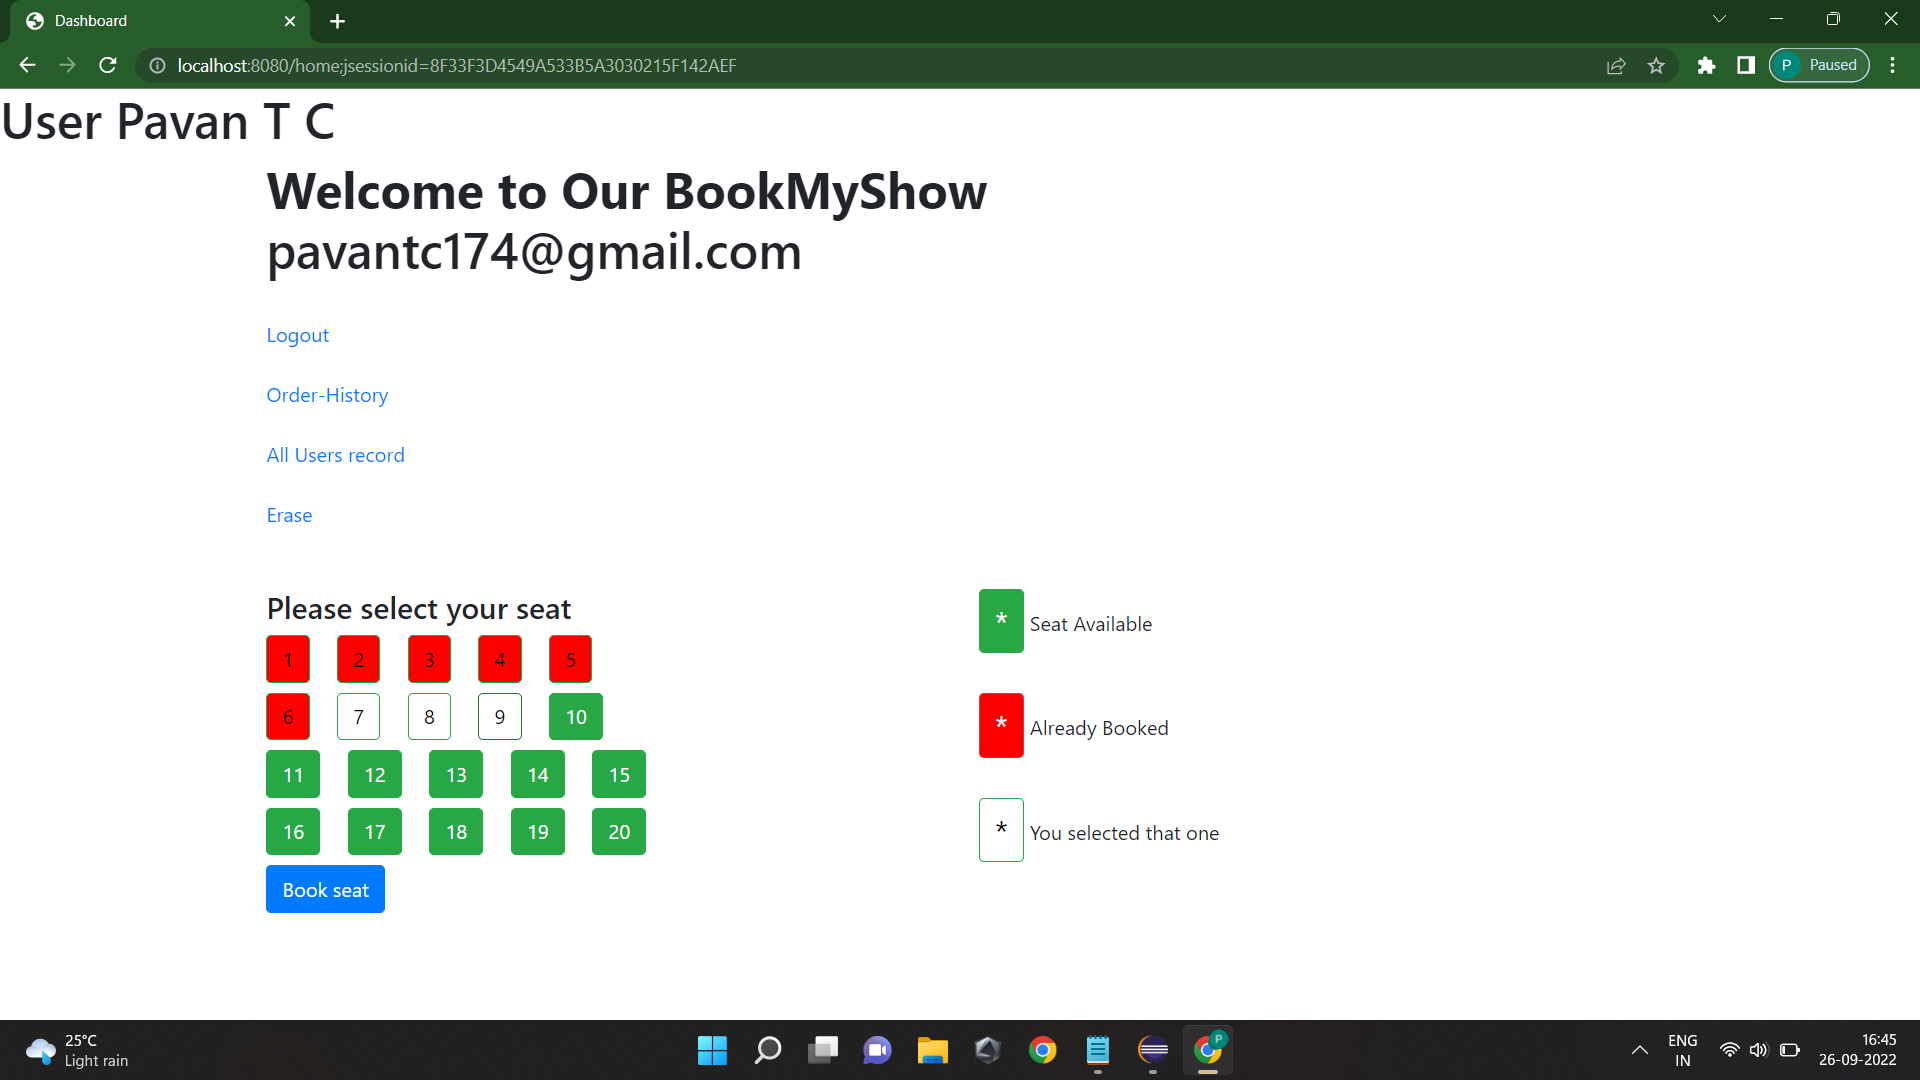 Dashboard
localhost:8080/home;jsessionid=8F33F3D4549A533B5A3030215F142AEF
P Paused
User Pavan T C
Welcome to Our BookMyShow
pavantc174@gmail.com
Logout
Order-History
All Users record
Erase
Please select your seat
1 2 3 4 5
6 7 8 9 10
11 12 13 14 15
16 17 18 19 20
Book seat
* Seat Available
* Already Booked
* You selected that one
25°C
Light rain
P
ENG
IN
16:45
26-09-2022